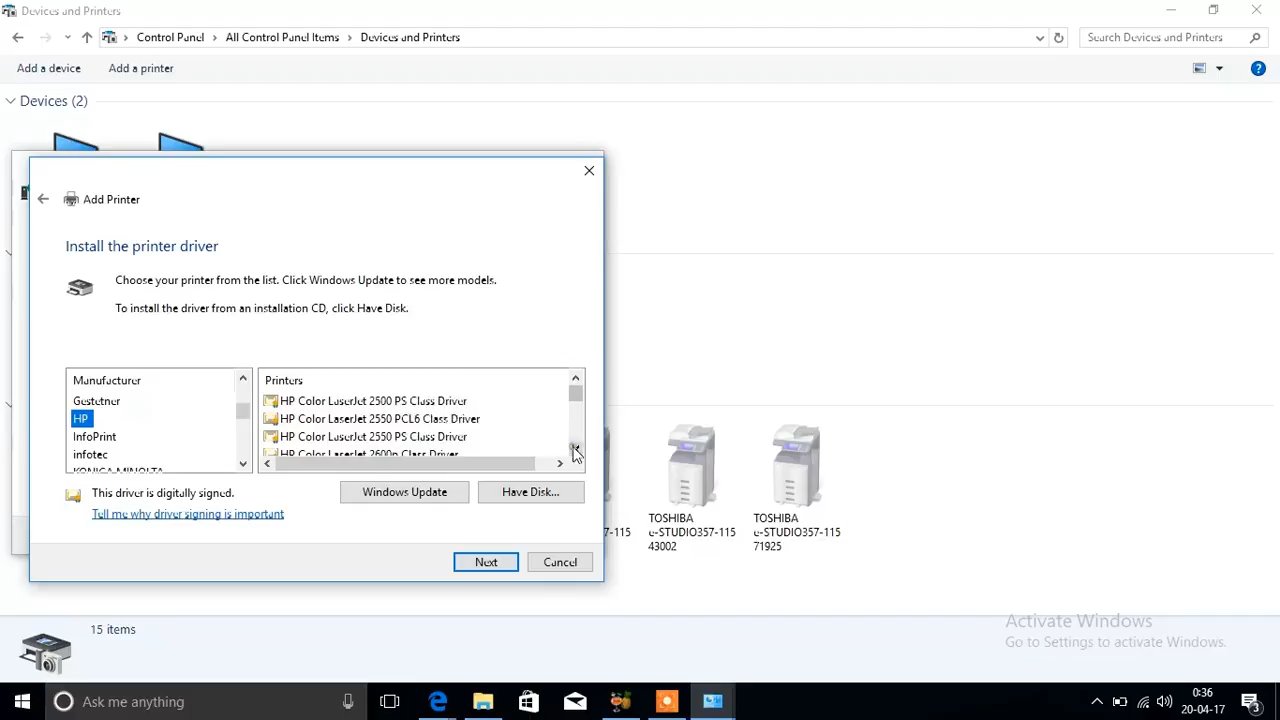 Devices and Printers
Control Panel > All Control Panel Items > Devices and Printers
Search Devices and Printers
Add a device
Add a printer
Devices (2)
Add Printer
Install the printer driver
Choose your printer from the list. Click Windows Update to see more models.
To install the driver from an installation CD, click Have Disk.
Manufacturer
Gestetner
HP
InfoPrint
infotec
KONICA MINOLTA
Printers
HP Color LaserJet 2500 PS Class Driver
HP Color LaserJet 2550 PCL6 Class Driver
HP Color LaserJet 2550 PS Class Driver
HP Color LaserJet 2600n Class Driver
This driver is digitally signed.
Tell me why driver signing is important
Windows Update
Have Disk...
Next
Cancel
17-115
TOSHIBA
e-STUDIO357-115
43002
TOSHIBA
e-STUDIO357-115
71925
15 items
Activate Windows
Go to Settings to activate Windows.
Ask me anything
0:36
20-04-17
3